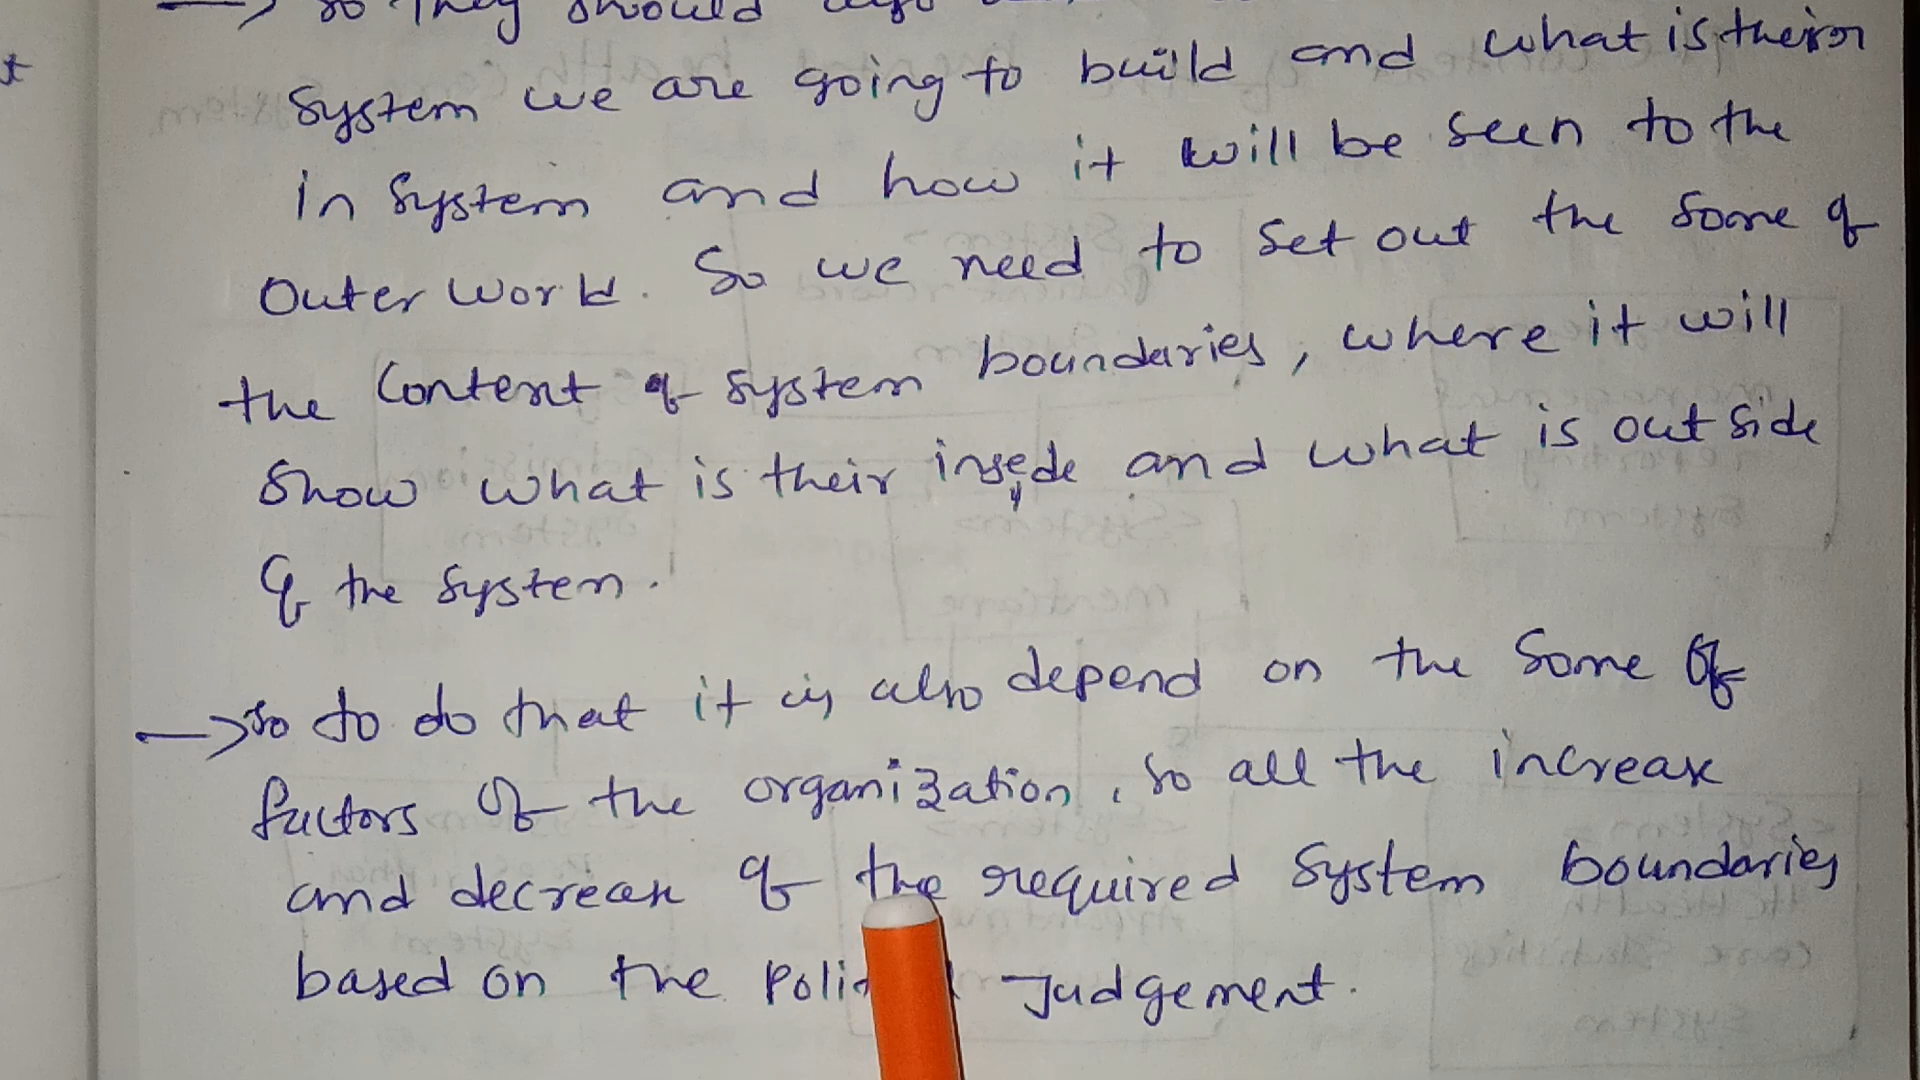 → so they should
system we are going to build and what is their
in system and how it will be seen to the
outer world. So we need to set out the some of
the content of system boundaries, where it will
show what is their inside and what is out side
of the system.
→ so to do that it is also depend on the some of
factors of the organization, so all the increase
and decrease of the required system boundaries
based on the Judgement.